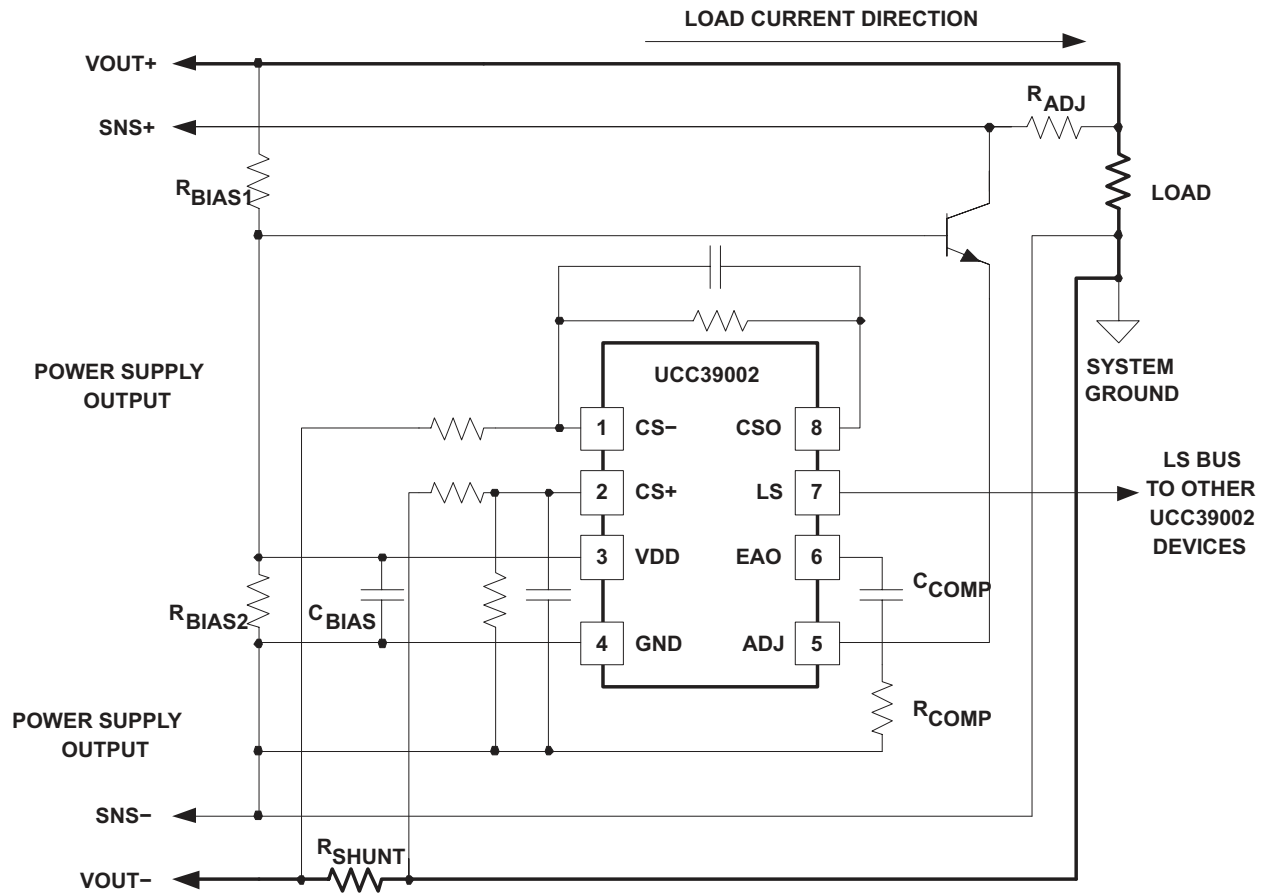 LOAD CURRENT DIRECTION
VOUT+
SNS+
RADJ
RBIAS1
LOAD
POWER SUPPLY
OUTPUT
UCC39002
SYSTEM
GROUND
1 CS−
CSO 8
2 CS+
LS 7
LS BUS
TO OTHER
UCC39002
DEVICES
3 VDD
EAO 6
RBIAS2
CBIAS
CCOMP
4 GND
ADJ 5
RCOMP
POWER SUPPLY
OUTPUT
SNS−
RSHUNT
VOUT−